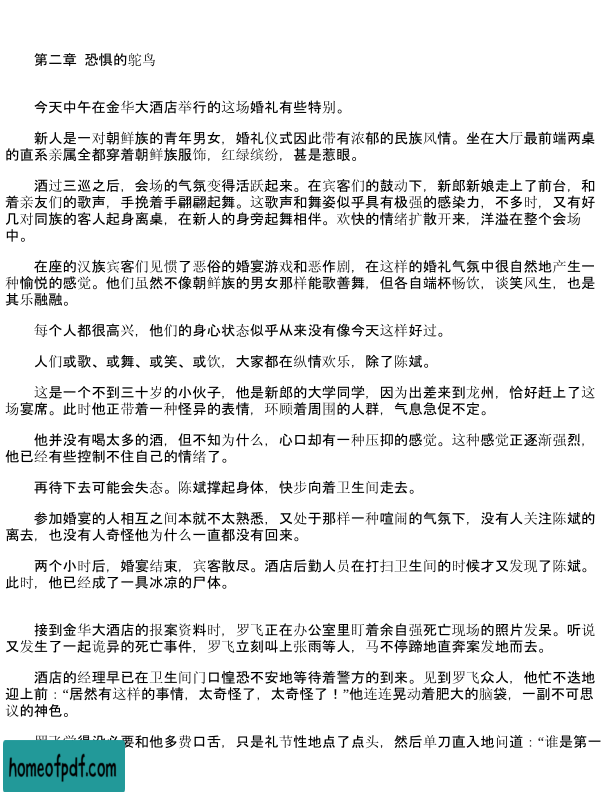 第二章 恐惧的鸵鸟
今天中午在金华大酒店举行的这场婚礼有些特别。
新人是一对朝鲜族的青年男女，婚礼仪式因此带有浓郁的民族风情。坐在大厅最前端两桌
的直系亲属全都穿着朝鲜族服饰，红绿缤纷，甚是惹眼。
酒过三巡之后，会场的气氛变得活跃起来。在宾客们的鼓动下，新郎新娘走上了前台，和
着亲友们的歌声，手挽着手翩翩起舞。这歌声和舞姿似乎具有极强的感染力，不多时，又有好
几对同族的客人起身离桌，在新人的身旁起舞相伴。欢快的情绪扩散开来，洋溢在整个会场
中。
在座的汉族宾客们见惯了恶俗的婚宴游戏和恶作剧，在这样的婚礼气氛中很自然地产生一
种愉悦的感觉。他们虽然不像朝鲜族的男女那样能歌善舞，但各自端杯畅饮，谈笑风生，也是
其乐融融。
每个人都很高兴，他们的身心状态似乎从来没有像今天这样好过。
人们或歌、或舞、或笑、或饮，大家都在纵情欢乐，除了陈斌。
这是一个不到三十岁的小伙子，他是新郎的大学同学，因为出差来到龙州，恰好赶上了这
场宴席。此时他正带着一种怪异的表情，环顾着周围的人群，气息急促不定。
他并没有喝太多的酒，但不知为什么，心口却有一种压抑的感觉。这种感觉正逐渐强烈，
他已经有些控制不住自己的情绪了。
再待下去可能会失态。陈斌撑起身体，快步向着卫生间走去。
参加婚宴的人相互之间本就不太熟悉，又处于那样一种喧闹的气氛下，没有人关注陈斌的
离去，也没有人奇怪他为什么一直都没有回来。
两个小时后，婚宴结束，宾客散尽。酒店后勤人员在打扫卫生间的时候才又发现了陈斌。
此时，他已经成了一具冰凉的尸体。
接到金华大酒店的报案资料时，罗飞正在办公室里盯着余自强死亡现场的照片发呆。听说
又发生了一起诡异的死亡事件，罗飞立刻叫上张雨等人，马不停蹄地直奔案发地而去。
酒店的经理早已在卫生间门口惶恐不安地等待着警方的到来。见到罗飞众人，他忙不迭地
迎上前：“居然有这样的事情，太奇怪了，太奇怪了！”他连连晃动着肥大的脑袋，一副不可思
议的神色。
罗飞觉得没必要和他多费口舌，只是礼节性地点了点头，然后单刀直入地问道：“谁是第一
homeofpdf.com